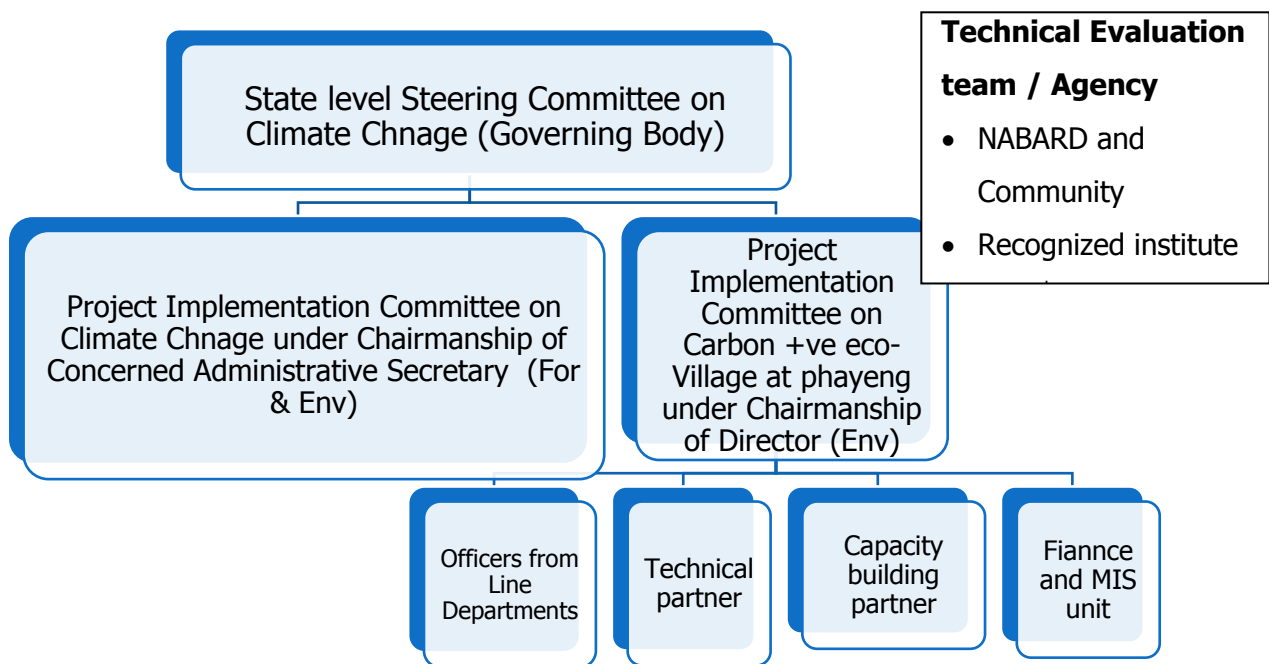 State level Steering Committee on
Climate Chnage (Governing Body)
Technical Evaluation
team / Agency
• NABARD and
Community
• Recognized institute
Project Implementation Committee on
Climate Chnage under Chairmanship of
Concerned Administrative Secretary (For
& Env)
Project
Implementation
Committee on
Carbon +ve eco-
Village at phayeng
under Chairmanship
of Director (Env)
Officers from
Line
Departments
Technical
partner
Capacity
building
partner
Fiannce
and MIS
unit